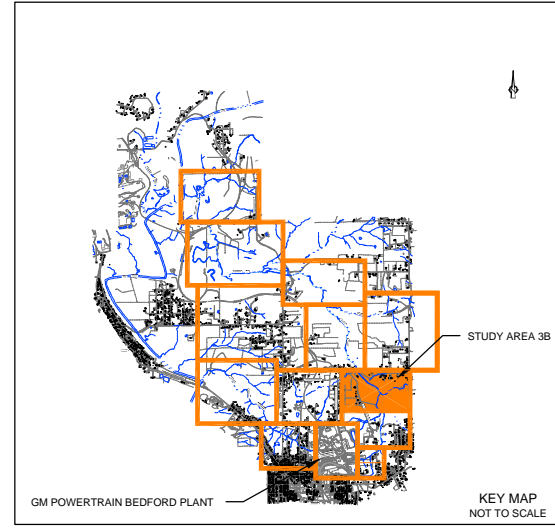 STUDY AREA 3B
GM POWERTRAIN BEDFORD PLANT
KEY MAP
NOT TO SCALE